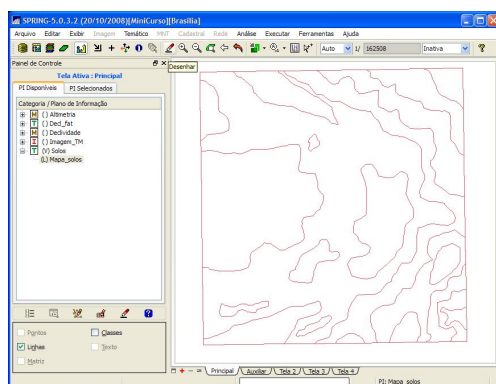 SPRING-5.0.3.2 (20/10/2008)[MiniCurso][Brasilia]
Arquivo Editar Exibir Imagem Temático MNT Cadastral Rede Análise Executar Ferramentas Ajuda
Auto 1/ 162508 Inativa
Painel de Controle
Desenhar
Tela Ativa : Principal
PI Disponíveis PI Selecionados
Categoria / Plano de Informação
M () Altimetria
T () Decl_fat
M () Declividade
I () Imagem_TM
T (V) Solos
(L) Mapa_solos
Pontos Classes
Linhas Texto
Matriz
Principal Auxiliar Tela 2 Tela 3 Tela 4
PI: Mapa_solos